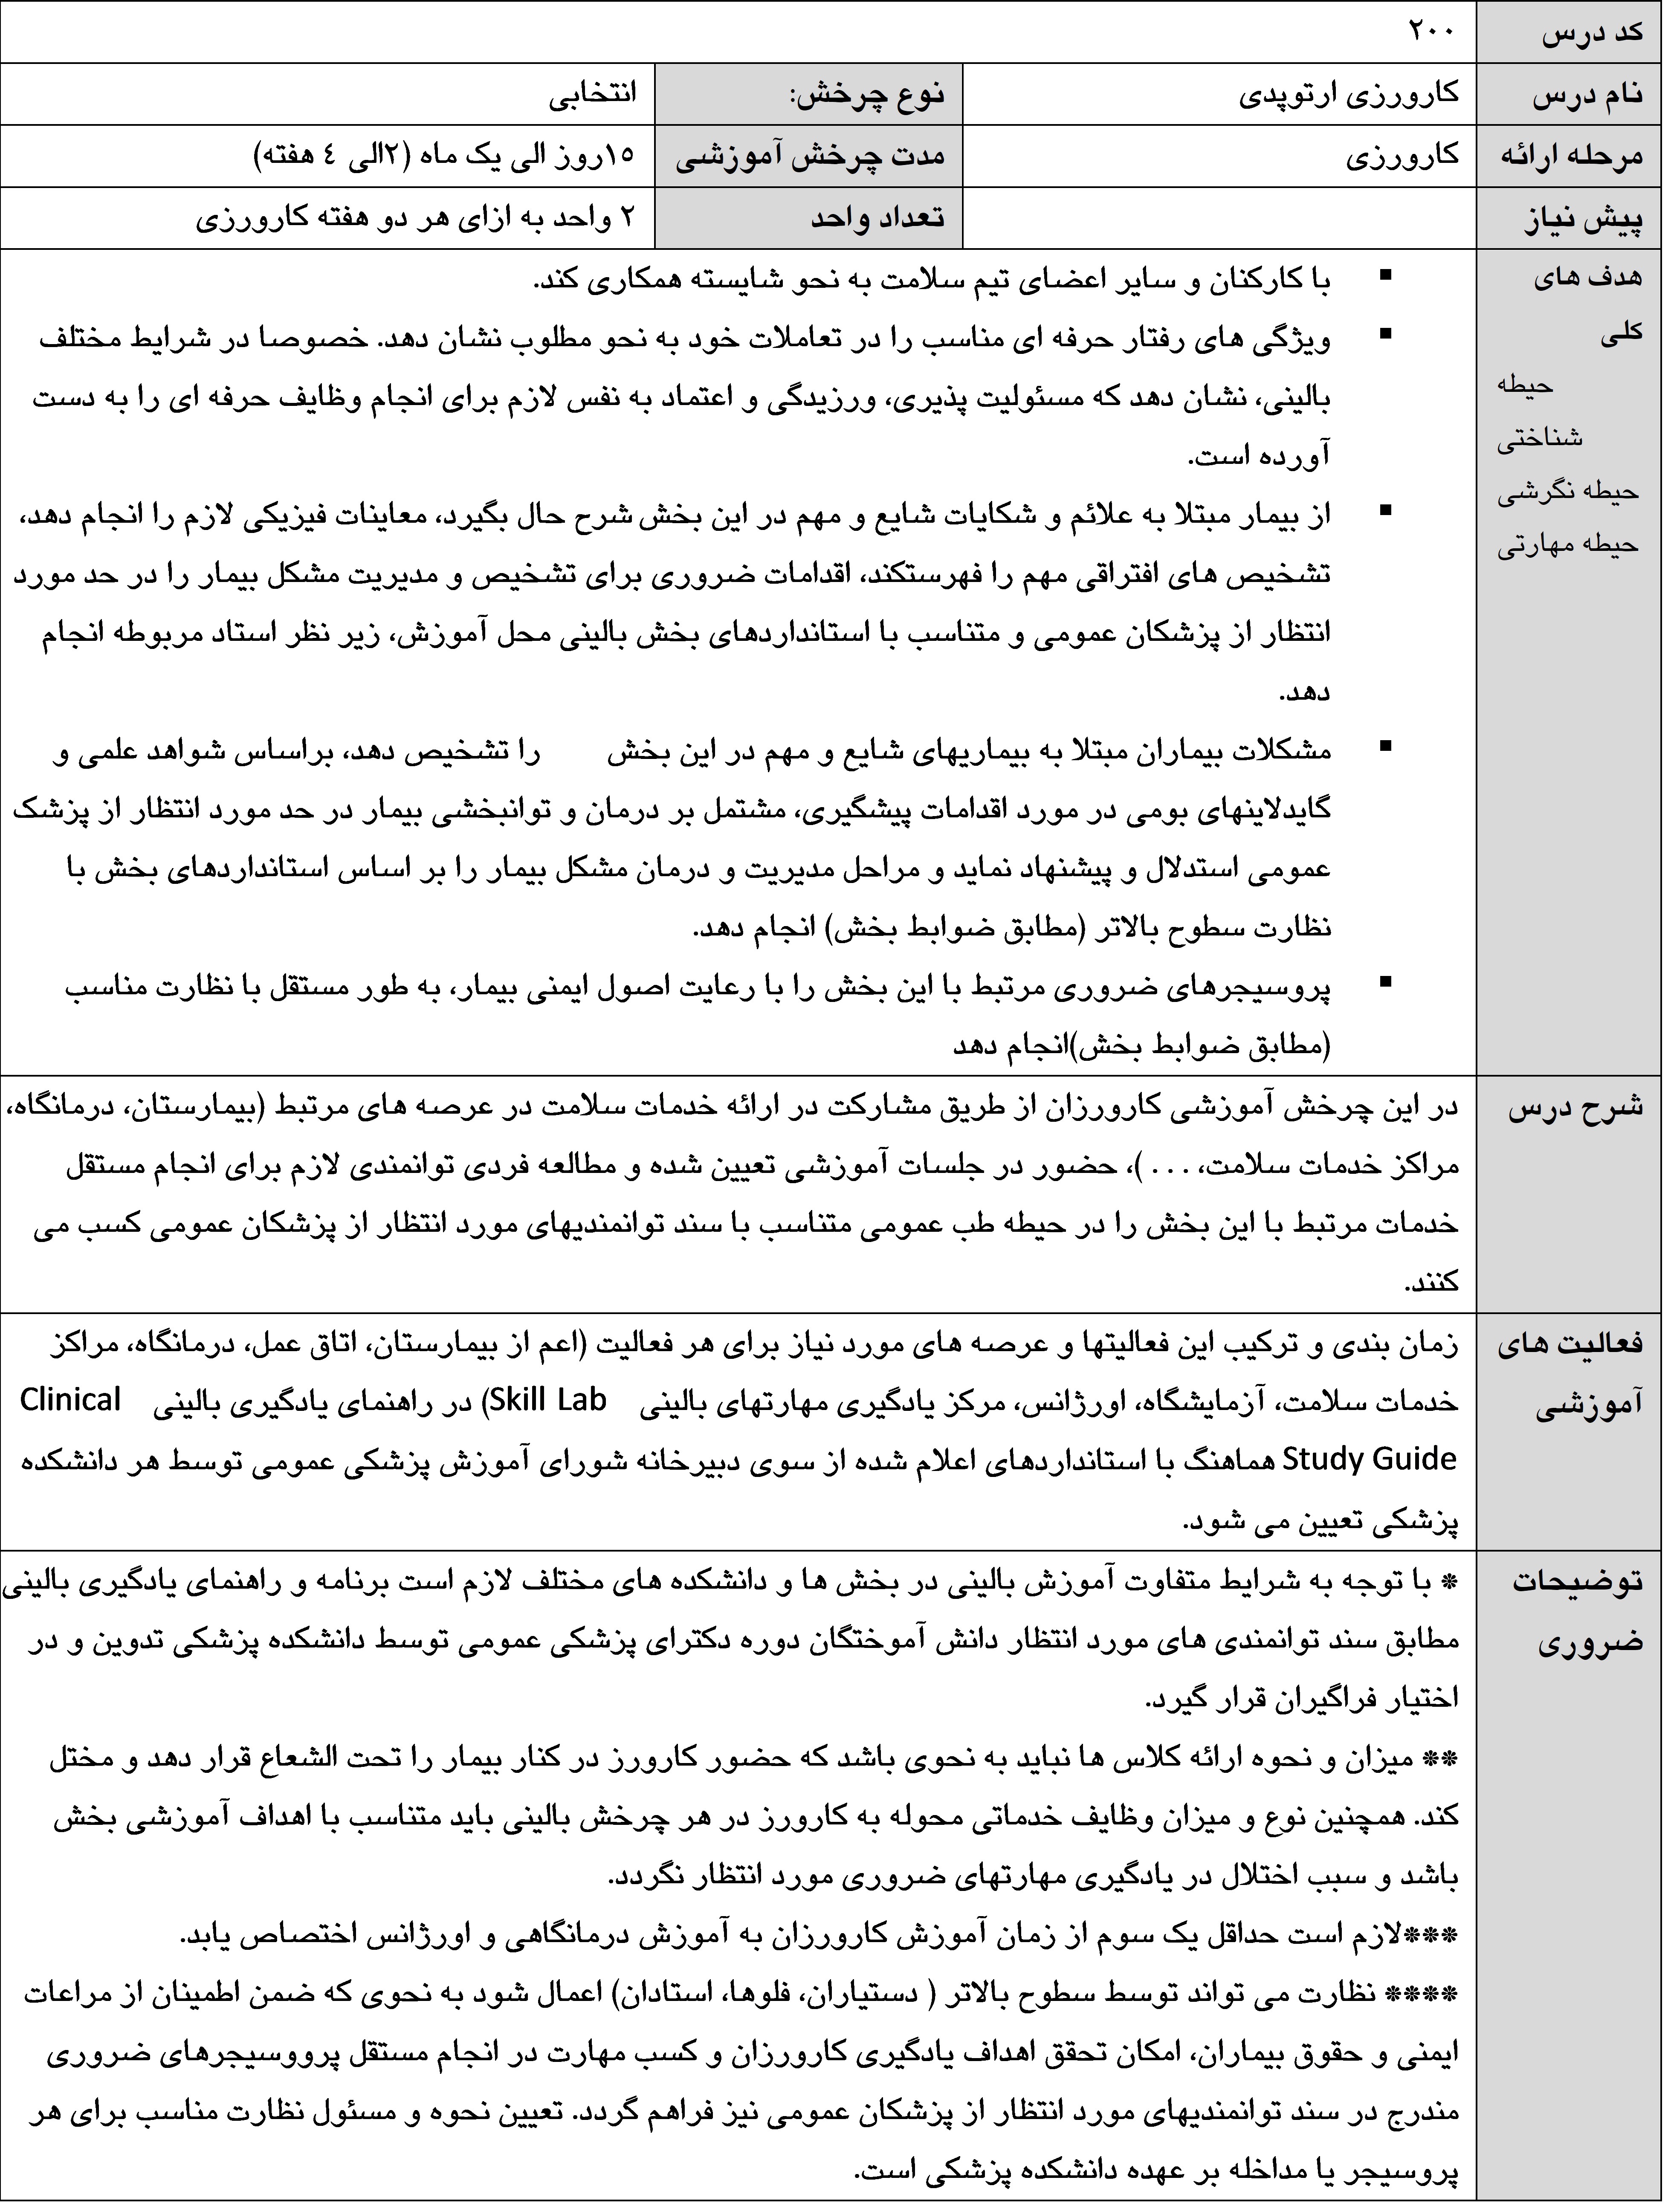 کد درس ۲۰۰
نام درس کارورزی ارتوپدی نوع چرخش: انتخابی
مرحله ارائه کارورزی مدت چرخش آموزشی ۱۵روز الی یک ماه (۲الی ٤ هفته)
پیش نیاز تعداد واحد ۲ واحد به ازای هر دو هفته کارورزی
هدف های
کلی
حیطه
شناختی
حیطه نگرشی
حیطه مهارتی
▪ با کارکنان و سایر اعضای تیم سلامت به نحو شایسته همکاری کند.
▪ ویژگی های رفتار حرفه ای مناسب را در تعاملات خود به نحو مطلوب نشان دهد. خصوصا در شرایط مختلف
بالینی، نشان دهد که مسئولیت پذیری، ورزیدگی و اعتماد به نفس لازم برای انجام وظایف حرفه ای را به دست
آورده است.
▪ از بیمار مبتلا به علائم و شکایات شایع و مهم در این بخش شرح حال بگیرد، معاینات فیزیکی لازم را انجام دهد،
تشخیص های افتراقی مهم را فهرستکند، اقدامات ضروری برای تشخیص و مدیریت مشکل بیمار را در حد مورد
انتظار از پزشکان عمومی و متناسب با استانداردهای بخش بالینی محل آموزش، زیر نظر استاد مربوطه انجام
دهد.
▪ مشکلات بیماران مبتلا به بیماریهای شایع و مهم در این بخش را تشخیص دهد، براساس شواهد علمی و
گایدلاینهای بومی در مورد اقدامات پیشگیری، مشتمل بر درمان و توانبخشی بیمار در حد مورد انتظار از پزشک
عمومی استدلال و پیشنهاد نماید و مراحل مدیریت و درمان مشکل بیمار را بر اساس استانداردهای بخش با
نظارت سطوح بالاتر (مطابق ضوابط بخش) انجام دهد.
▪ پروسیجرهای ضروری مرتبط با این بخش را با رعایت اصول ایمنی بیمار، به طور مستقل با نظارت مناسب
(مطابق ضوابط بخش)انجام دهد
شرح درس
در این چرخش آموزشی کارورزان از طریق مشارکت در ارائه خدمات سلامت در عرصه های مرتبط (بیمارستان، درمانگاه،
مراکز خدمات سلامت، . . . )، حضور در جلسات آموزشی تعیین شده و مطالعه فردی توانمندی لازم برای انجام مستقل
خدمات مرتبط با این بخش را در حیطه طب عمومی متناسب با سند توانمندیهای مورد انتظار از پزشکان عمومی کسب می
کنند.
فعالیت های
آموزشی
زمان بندی و ترکیب این فعالیتها و عرصه های مورد نیاز برای هر فعالیت (اعم از بیمارستان، اتاق عمل، درمانگاه، مراکز
خدمات سلامت، آزمایشگاه، اورژانس، مرکز یادگیری مهارتهای بالینی Skill Lab) در راهنمای یادگیری بالینی Clinical
Study Guide هماهنگ با استانداردهای اعلام شده از سوی دبیرخانه شورای آموزش پزشکی عمومی توسط هر دانشکده
پزشکی تعیین می شود.
توضیحات
ضروری
* با توجه به شرایط متفاوت آموزش بالینی در بخش ها و دانشکده های مختلف لازم است برنامه و راهنمای یادگیری بالینی
مطابق سند توانمندی های مورد انتظار دانش آموختگان دوره دکترای پزشکی عمومی توسط دانشکده پزشکی تدوین و در
اختیار فراگیران قرار گیرد.
** میزان و نحوه ارائه کلاس ها نباید به نحوی باشد که حضور کارورز در کنار بیمار را تحت الشعاع قرار دهد و مختل
کند. همچنین نوع و میزان وظایف خدماتی محوله به کارورز در هر چرخش بالینی باید متناسب با اهداف آموزشی بخش
باشد و سبب اختلال در یادگیری مهارتهای ضروری مورد انتظار نگردد.
***لازم است حداقل یک سوم از زمان آموزش کارورزان به آموزش درمانگاهی و اورژانس اختصاص یابد.
**** نظارت می تواند توسط سطوح بالاتر ( دستیاران، فلوها، استادان) اعمال شود به نحوی که ضمن اطمینان از مراعات
ایمنی و حقوق بیماران، امکان تحقق اهداف یادگیری کارورزان و کسب مهارت در انجام مستقل پرووسیجرهای ضروری
مندرج در سند توانمندیهای مورد انتظار از پزشکان عمومی نیز فراهم گردد. تعیین نحوه و مسئول نظارت مناسب برای هر
پروسیجر یا مداخله بر عهده دانشکده پزشکی است.